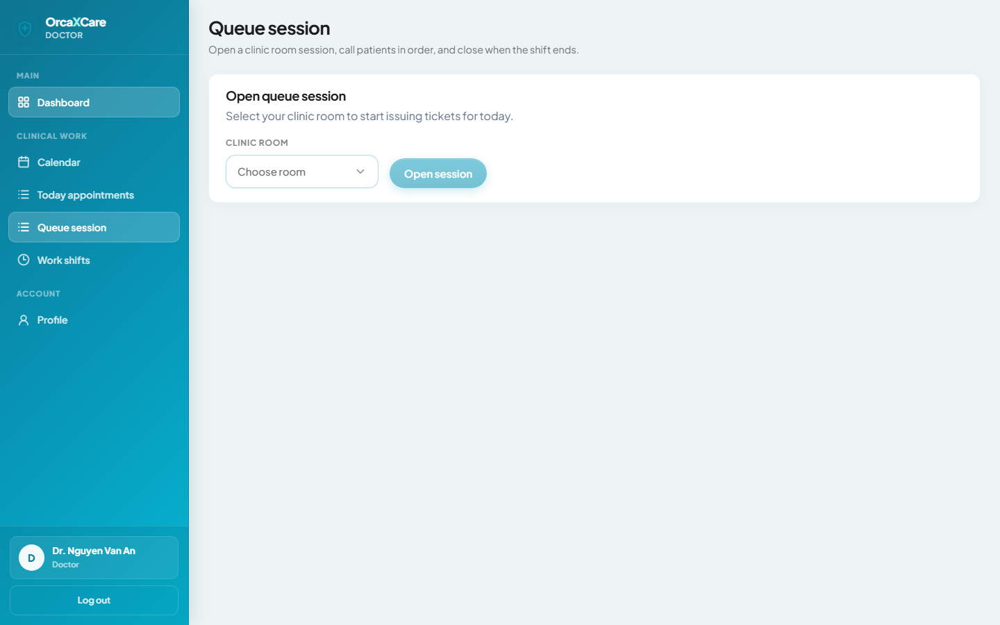 OrcaXCare
DOCTOR
MAIN
Dashboard
CLINICAL WORK
Calendar
Today appointments
Queue session
Work shifts
ACCOUNT
Profile
Dr. Nguyen Van An
D
Doctor
Log out
Queue session
Open a clinic room session, call patients in order, and close when the shift ends.
Open queue session
Select your clinic room to start issuing tickets for today.
CLINIC ROOM
Choose room
Open session